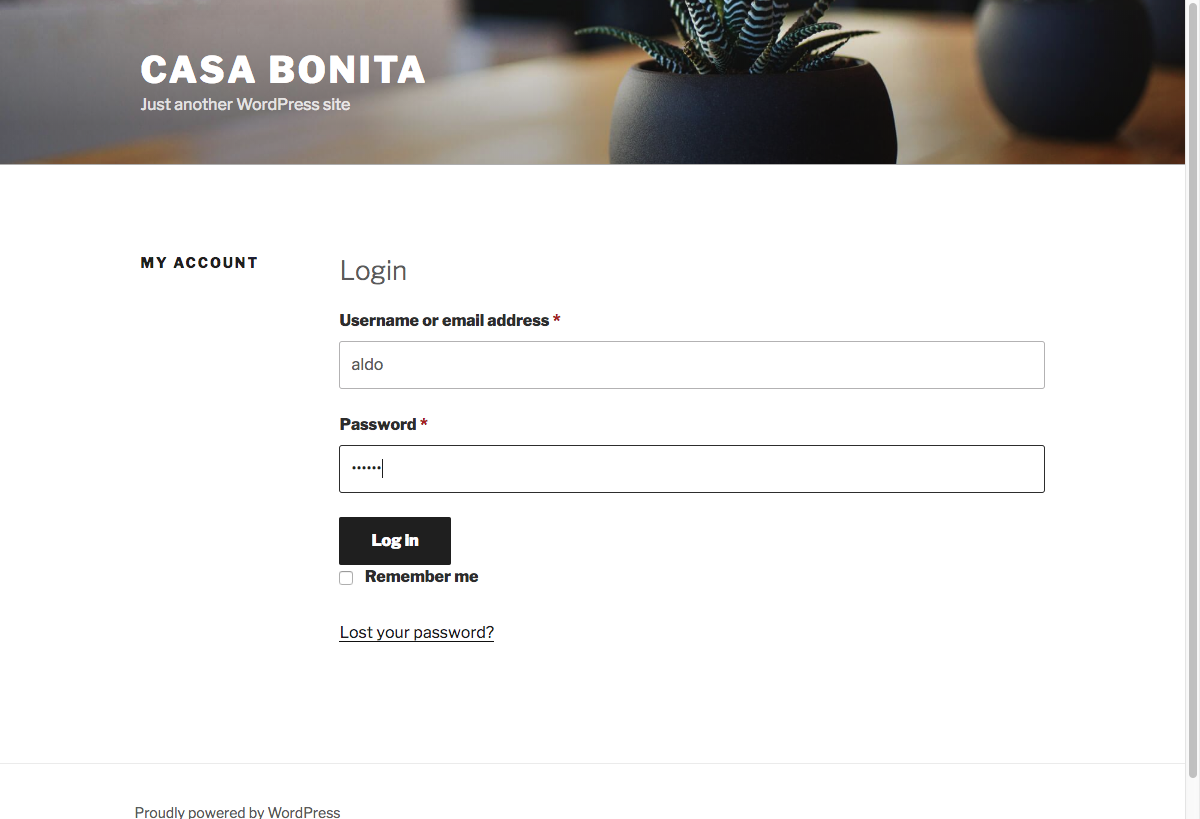 CASA BONITA
Just another WordPress site
MY ACCOUNT
Login
Username or email address *
aldo
Password *
••••••
Log In
Remember me
Lost your password?
Proudly powered by WordPress